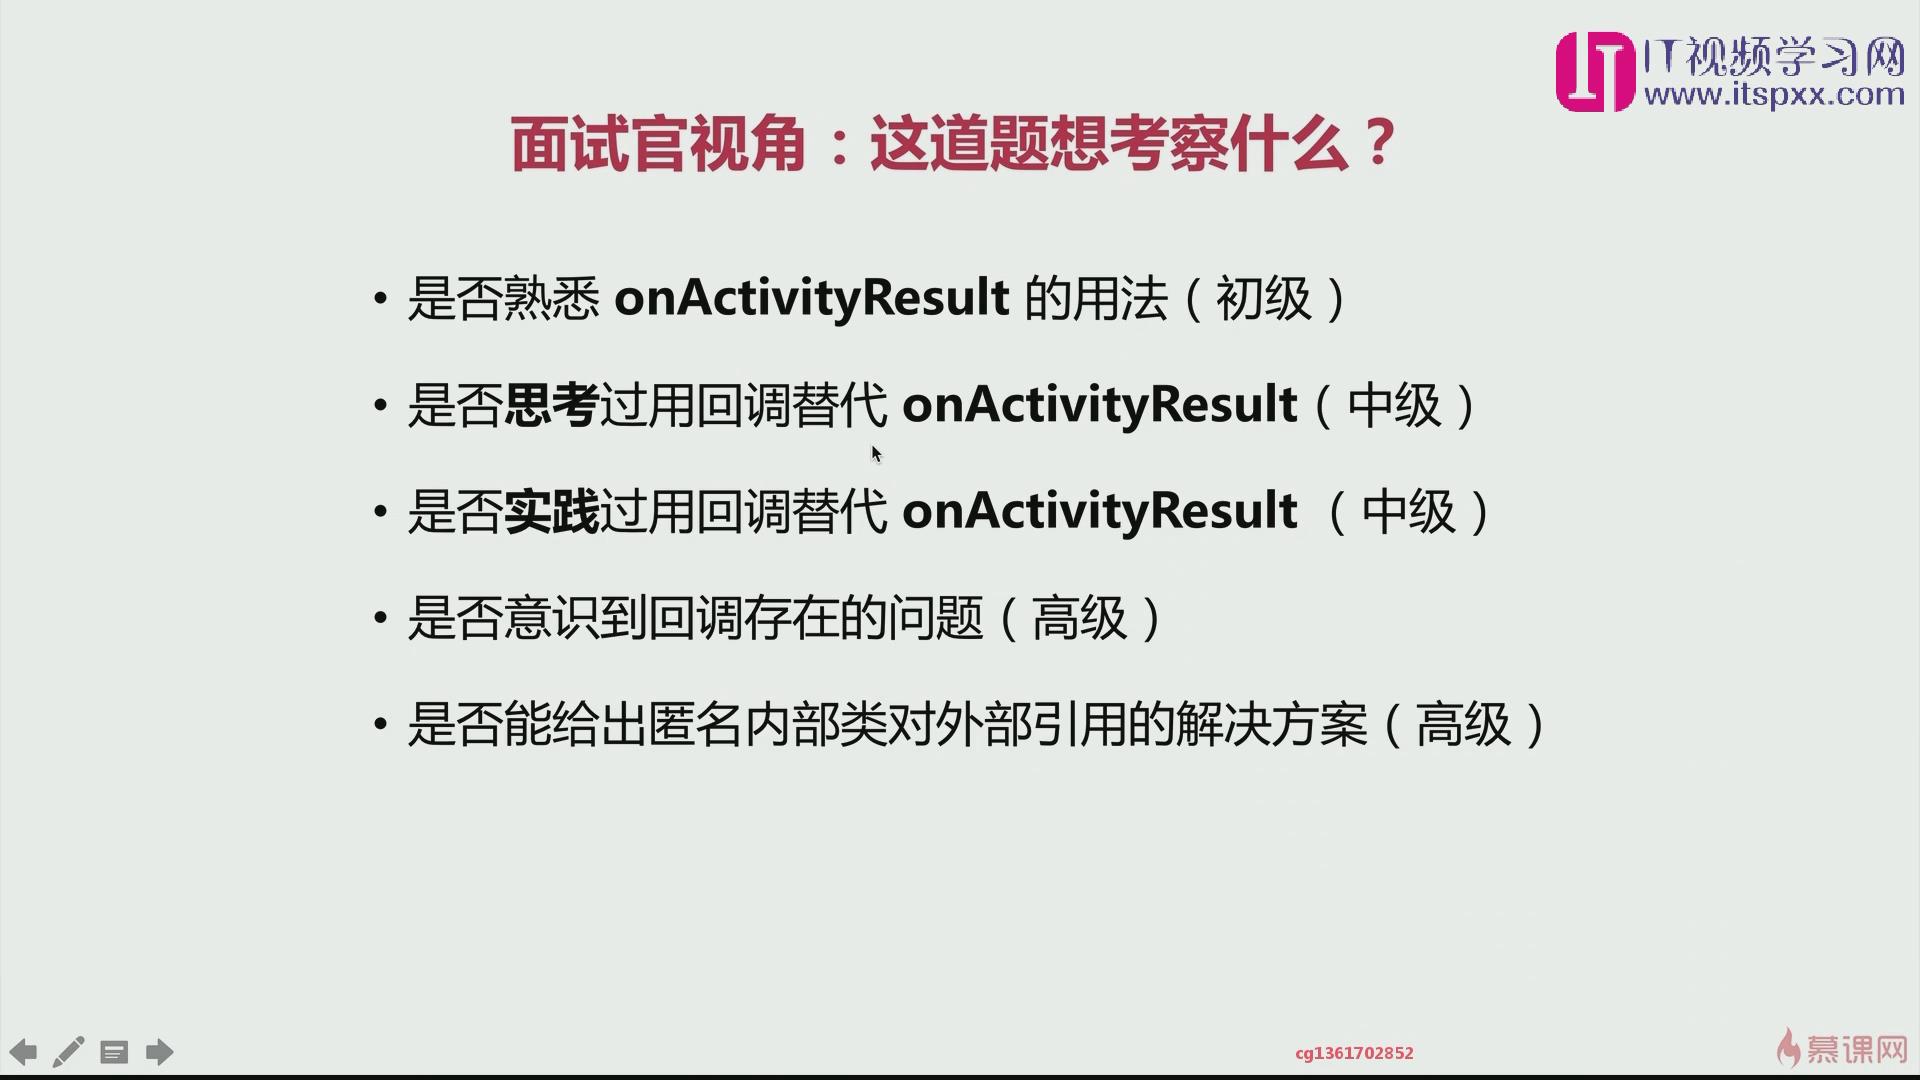 IT视频学习网
www.itspxx.com
面试官视角：这道题想考察什么？
• 是否熟悉 onActivityResult 的用法（初级）
• 是否思考过用回调替代 onActivityResult（中级）
• 是否实践过用回调替代 onActivityResult （中级）
• 是否意识到回调存在的问题（高级）
• 是否能给出匿名内部类对外部引用的解决方案（高级）
cg1361702852
慕课网